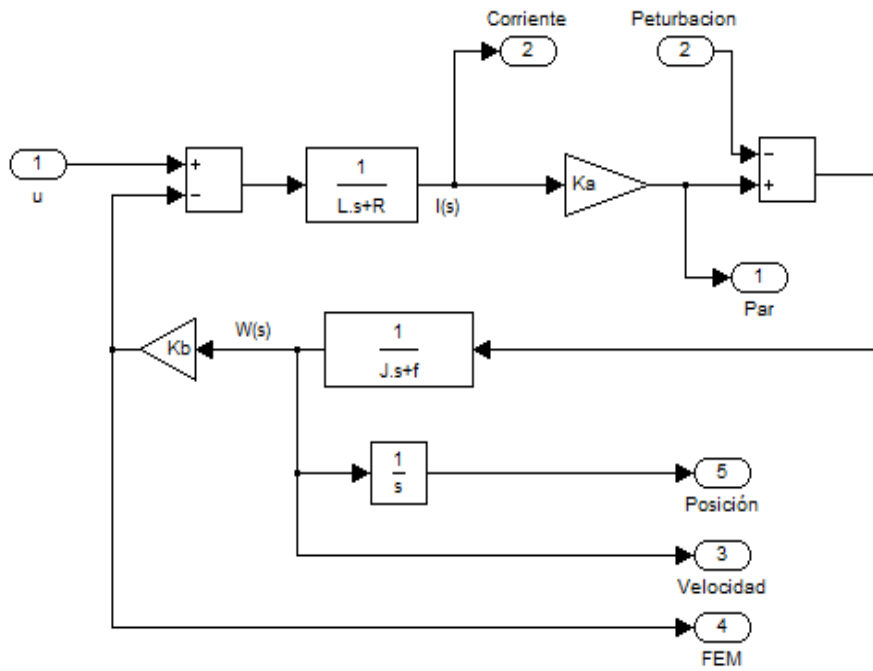 Corriente
2
Peturbacion
2
1
u
+
−
1
L.s+R
I(s)
Ka
−
+
1
Par
Kb
W(s)
1
J.s+f
1
s
5
Posición
3
Velocidad
4
FEM